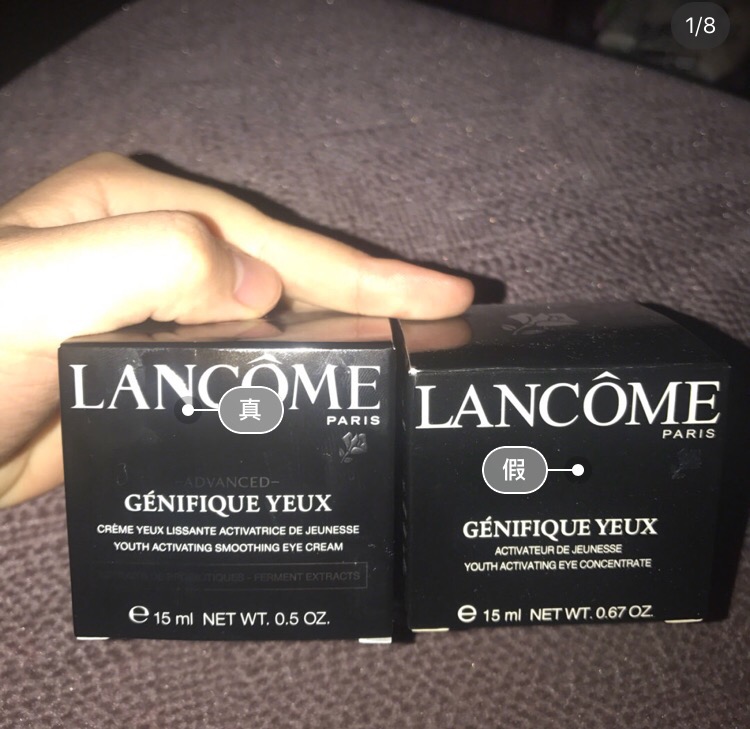 1/8
LANCÔME
PARIS
真
ADVANCED
GÉNIFIQUE YEUX
CRÈME YEUX LISSANTE ACTIVATRICE DE JEUNESSE
YOUTH ACTIVATING SMOOTHING EYE CREAM
- FERMENT EXTRACTS
e 15 ml NET WT. 0.5 OZ.
LANCÔME
PARIS
假
GÉNIFIQUE YEUX
ACTIVATEUR DE JEUNESSE
YOUTH ACTIVATING EYE CONCENTRATE
e 15 ml NET WT. 0.67 OZ.